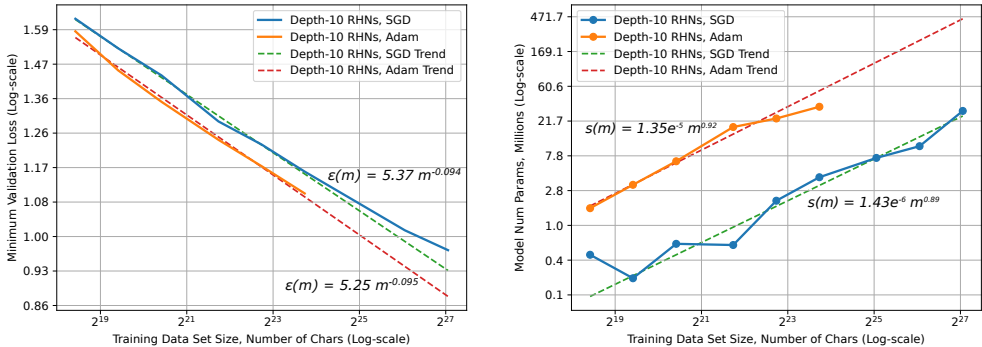 1.59
1.47
1.36
1.26
1.17
1.08
1.00
0.93
0.86
Minimum Validation Loss (Log-scale)
Depth-10 RHNs, SGD
Depth-10 RHNs, Adam
Depth-10 RHNs, SGD Trend
Depth-10 RHNs, Adam Trend
ε(m) = 5.37 m^-0.094
ε(m) = 5.25 m^-0.095
2^19 2^21 2^23 2^25 2^27
Training Data Set Size, Number of Chars (Log-scale)
471.7
169.1
60.6
21.7
7.8
2.8
1.0
0.4
0.1
Model Num Params, Millions (Log-scale)
Depth-10 RHNs, SGD
Depth-10 RHNs, Adam
Depth-10 RHNs, SGD Trend
Depth-10 RHNs, Adam Trend
s(m) = 1.35e^-5 m^0.92
s(m) = 1.43e^-6 m^0.89
2^19 2^21 2^23 2^25 2^27
Training Data Set Size, Number of Chars (Log-scale)